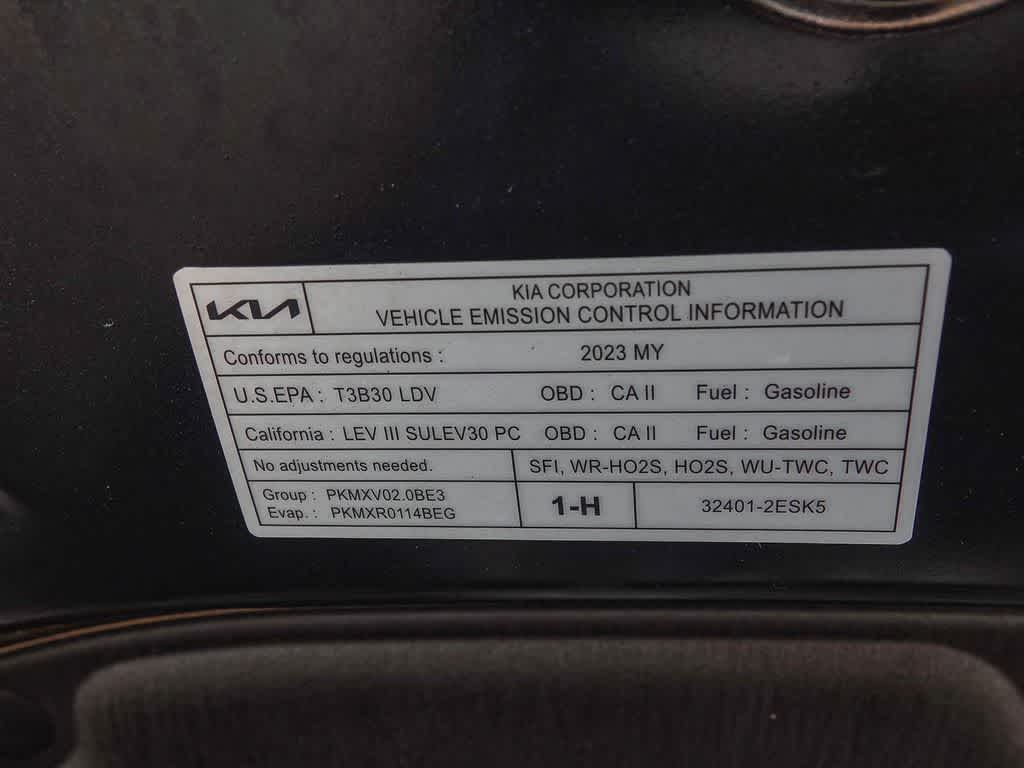 KIA
KIA CORPORATION
VEHICLE EMISSION CONTROL INFORMATION
Conforms to regulations : 2023 MY
U.S.EPA : T3B30 LDV OBD : CA II Fuel : Gasoline
California : LEV III SULEV30 PC OBD : CA II Fuel : Gasoline
No adjustments needed. SFI, WR-HO2S, HO2S, WU-TWC, TWC
Group : PKMXV02.0BE3
Evap. : PKMXR0114BEG
1-H
32401-2ESK5